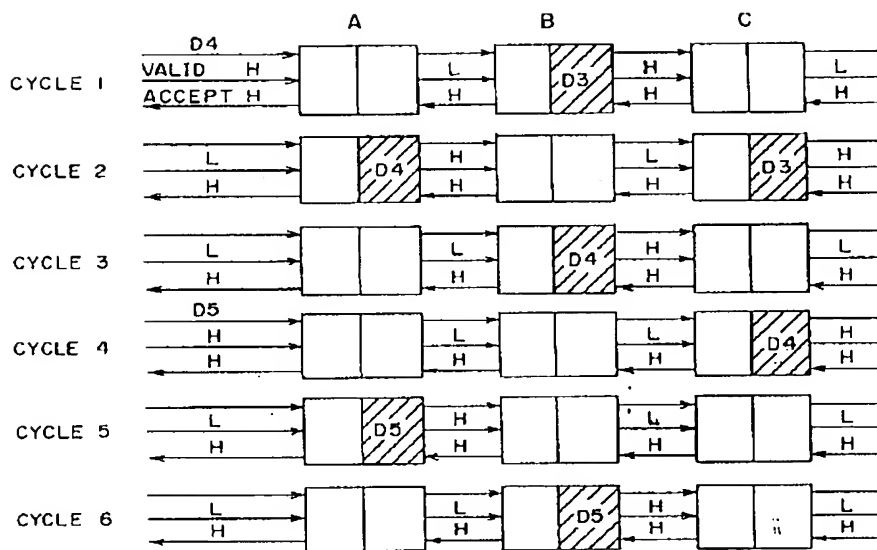 A B C
D4
CYCLE 1 VALID H L D3 H L
ACCEPT H H H H
CYCLE 2 L D4 H L D3 H
H H H H
CYCLE 3 L L D4 H L
H H H H
D5
CYCLE 4 H L L D4 H
H H H H
CYCLE 5 L D5 H L L
H H H H
CYCLE 6 L L D5 H L
H H H H